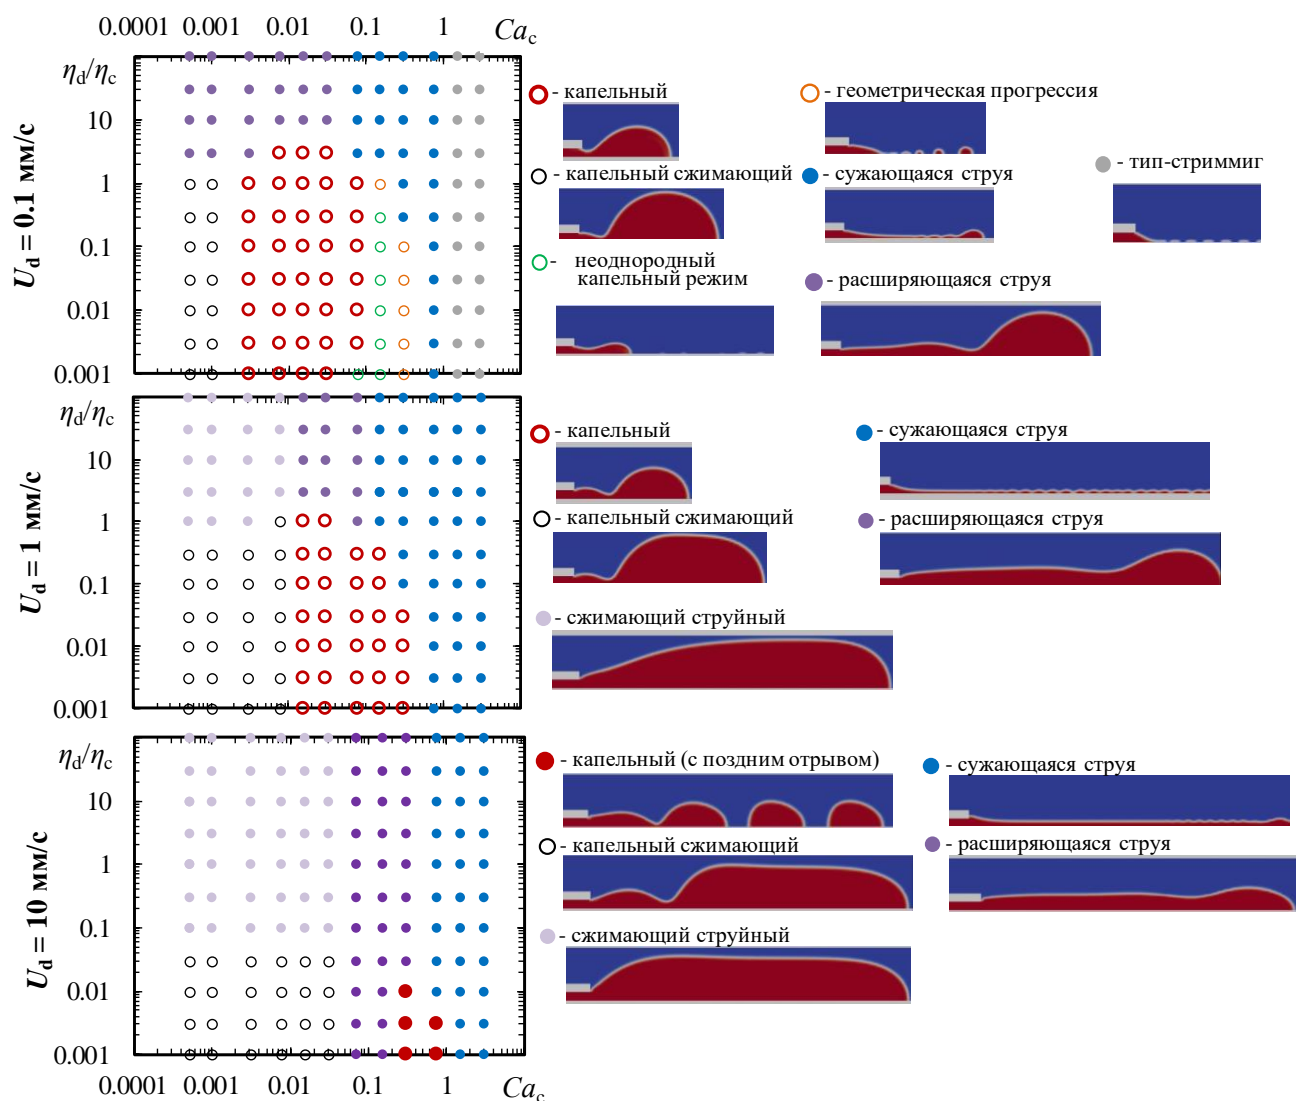 0.0001 0.001 0.01 0.1 1 Ca_c
η_d/η_c
10
1
0.1
0.01
0.001
U_d = 0.1 мм/с
- капельный
- геометрическая прогрессия
- капельный сжимающий
- сужающаяся струя
- тип-стриммиг
- неоднородный
капельный режим
- расширяющаяся струя
η_d/η_c
10
1
0.1
0.01
0.001
U_d = 1 мм/с
- капельный
- сужающаяся струя
- капельный сжимающий
- расширяющаяся струя
- сжимающий струйный
η_d/η_c
10
1
0.1
0.01
0.001
U_d = 10 мм/с
- капельный (с поздним отрывом)
- сужающаяся струя
- капельный сжимающий
- расширяющаяся струя
- сжимающий струйный
0.0001 0.001 0.01 0.1 1 Ca_c